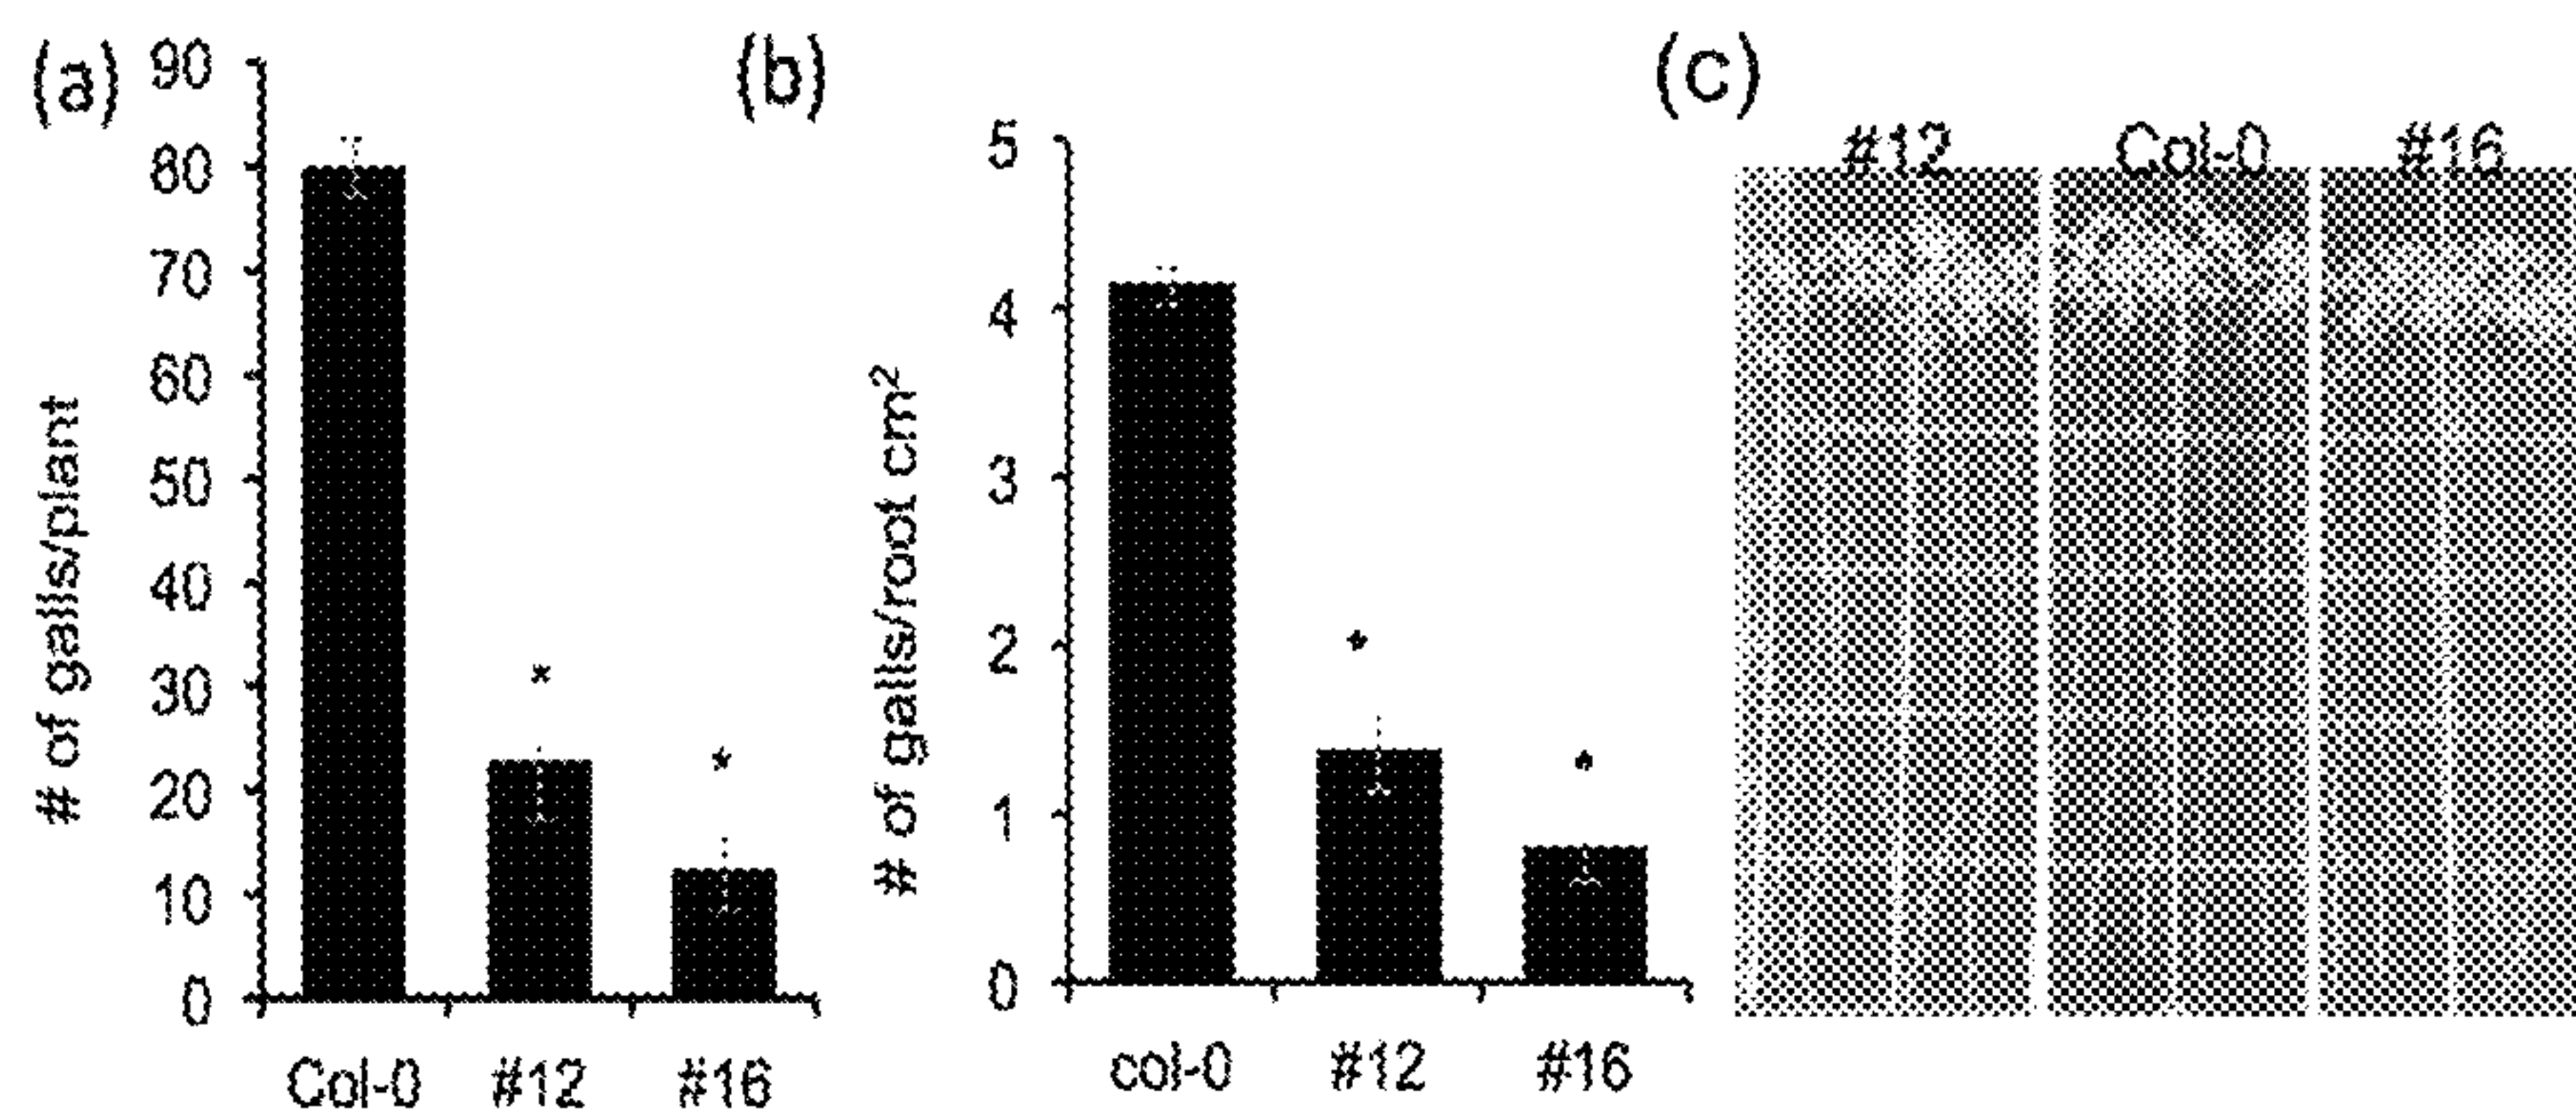 (a)
90
80
70
60
50
40
30
20
10
0
# of galls/plant
*
*
Col-0 #12 #16
(b)
5
4
3
2
1
0
# of galls/root cm²
*
*
col-0 #12 #16
(c)
#12 Col-0 #16